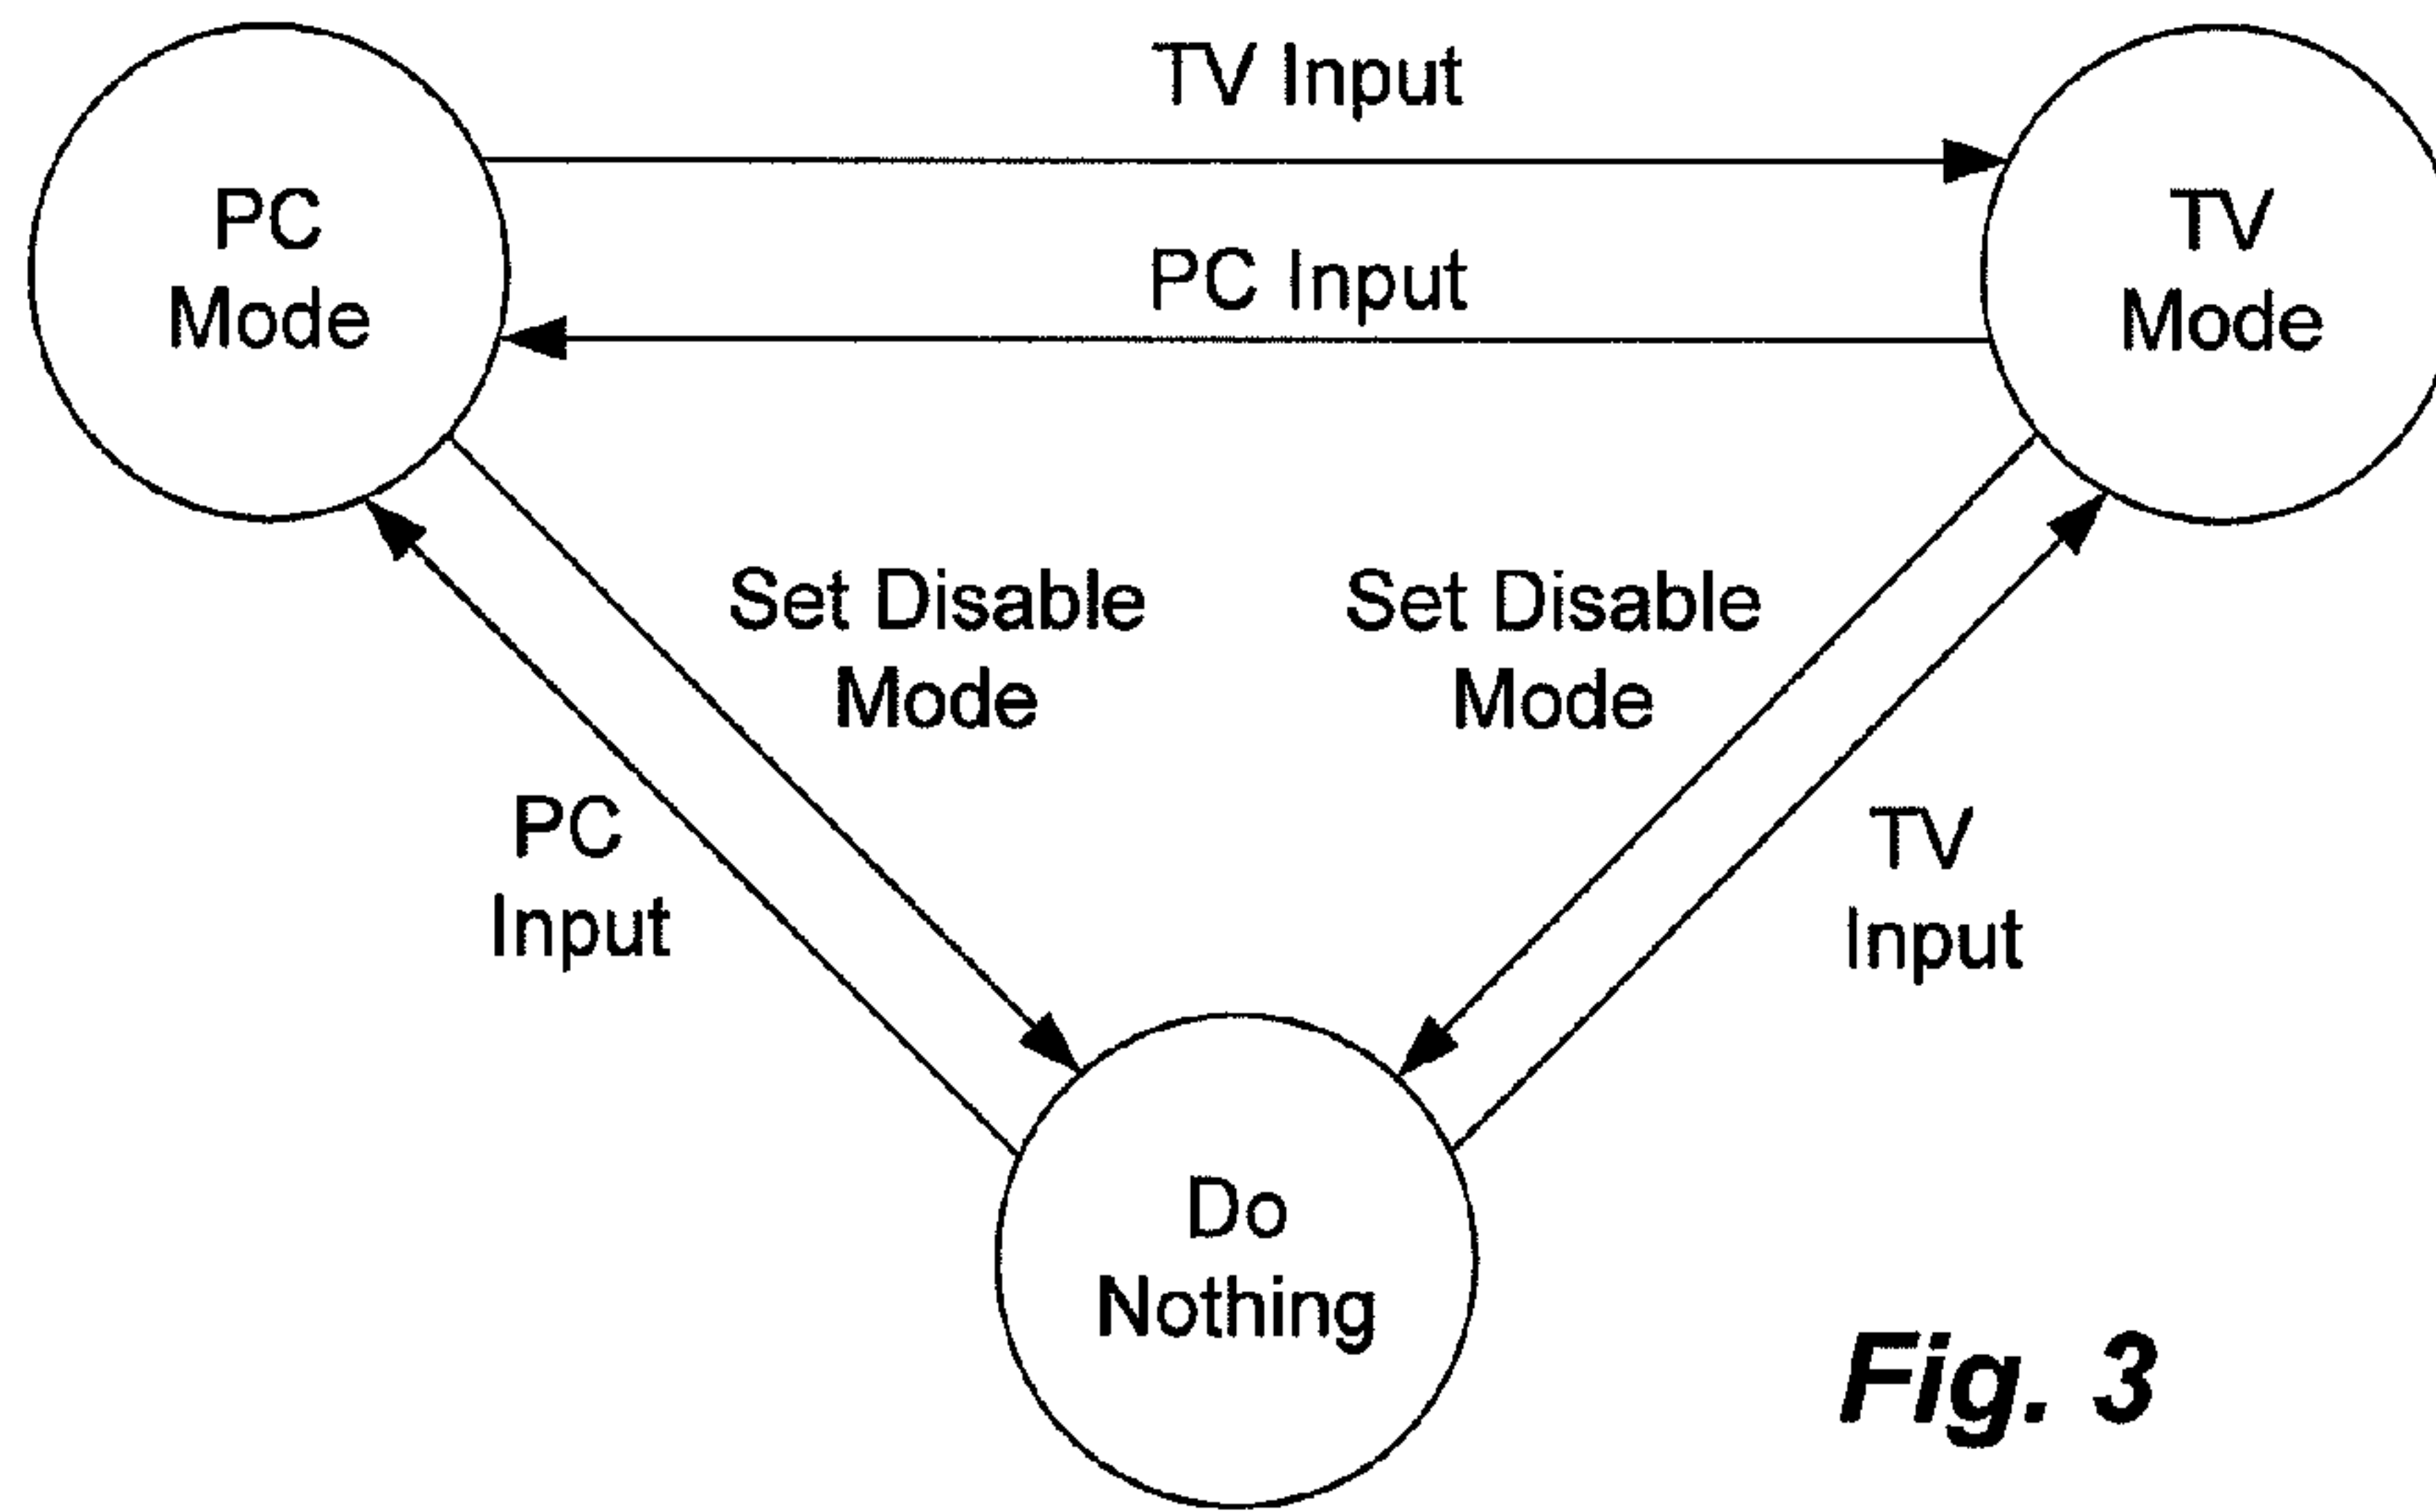 TV Input
PC
Mode
TV
Mode
PC Input
Set Disable
Mode
Set Disable
Mode
PC
Input
TV
Input
Do
Nothing
Fig. 3